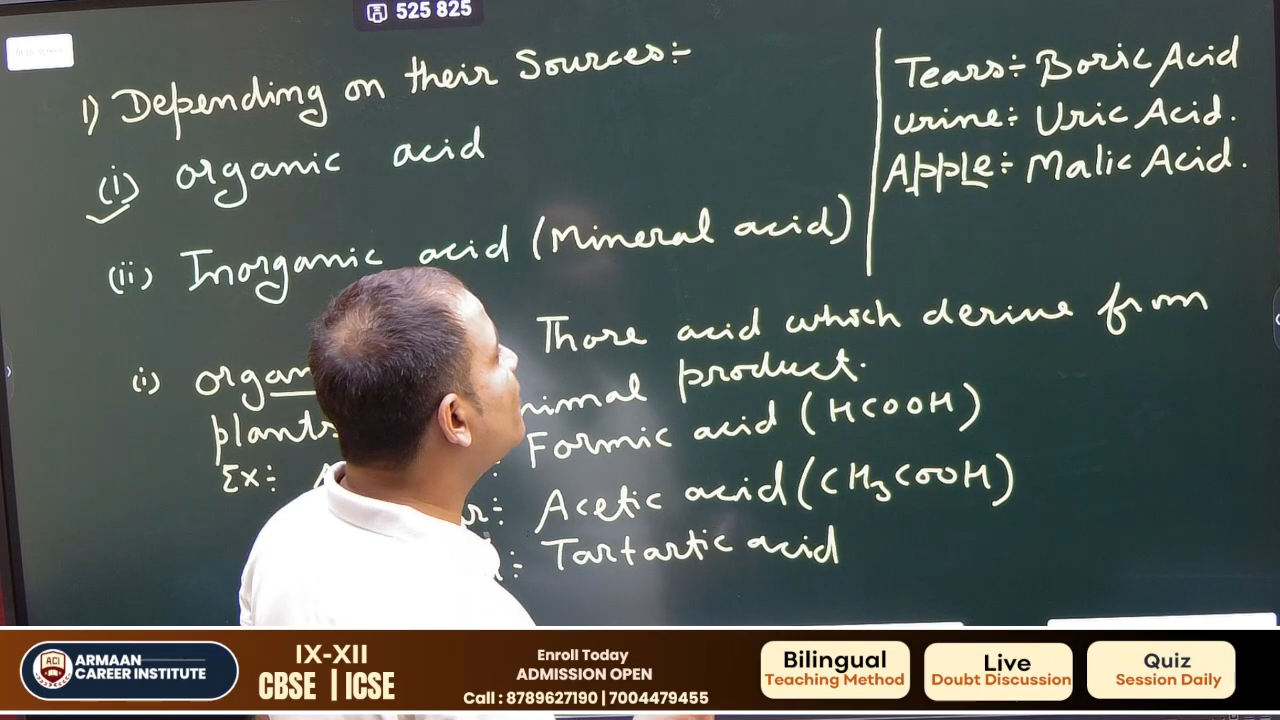 525 825
1) Depending on their Sources:-
(i) organic acid
(ii) Inorganic acid (Mineral acid)
Tears:- Boric Acid
urine:- Uric Acid.
Apple:- Malic Acid.
(i) organ Those acid which derive from
plants nimal product.
Ex:- Formic acid (HCOOH)
r:- Acetic acid (CH3COOH)
:- Tartartic acid
ACI
ARMAAN
CAREER INSTITUTE
IX-XII
CBSE | ICSE
Enroll Today
ADMISSION OPEN
Call : 8789627190 | 7004479455
Bilingual
Teaching Method
Live
Doubt Discussion
Quiz
Session Daily